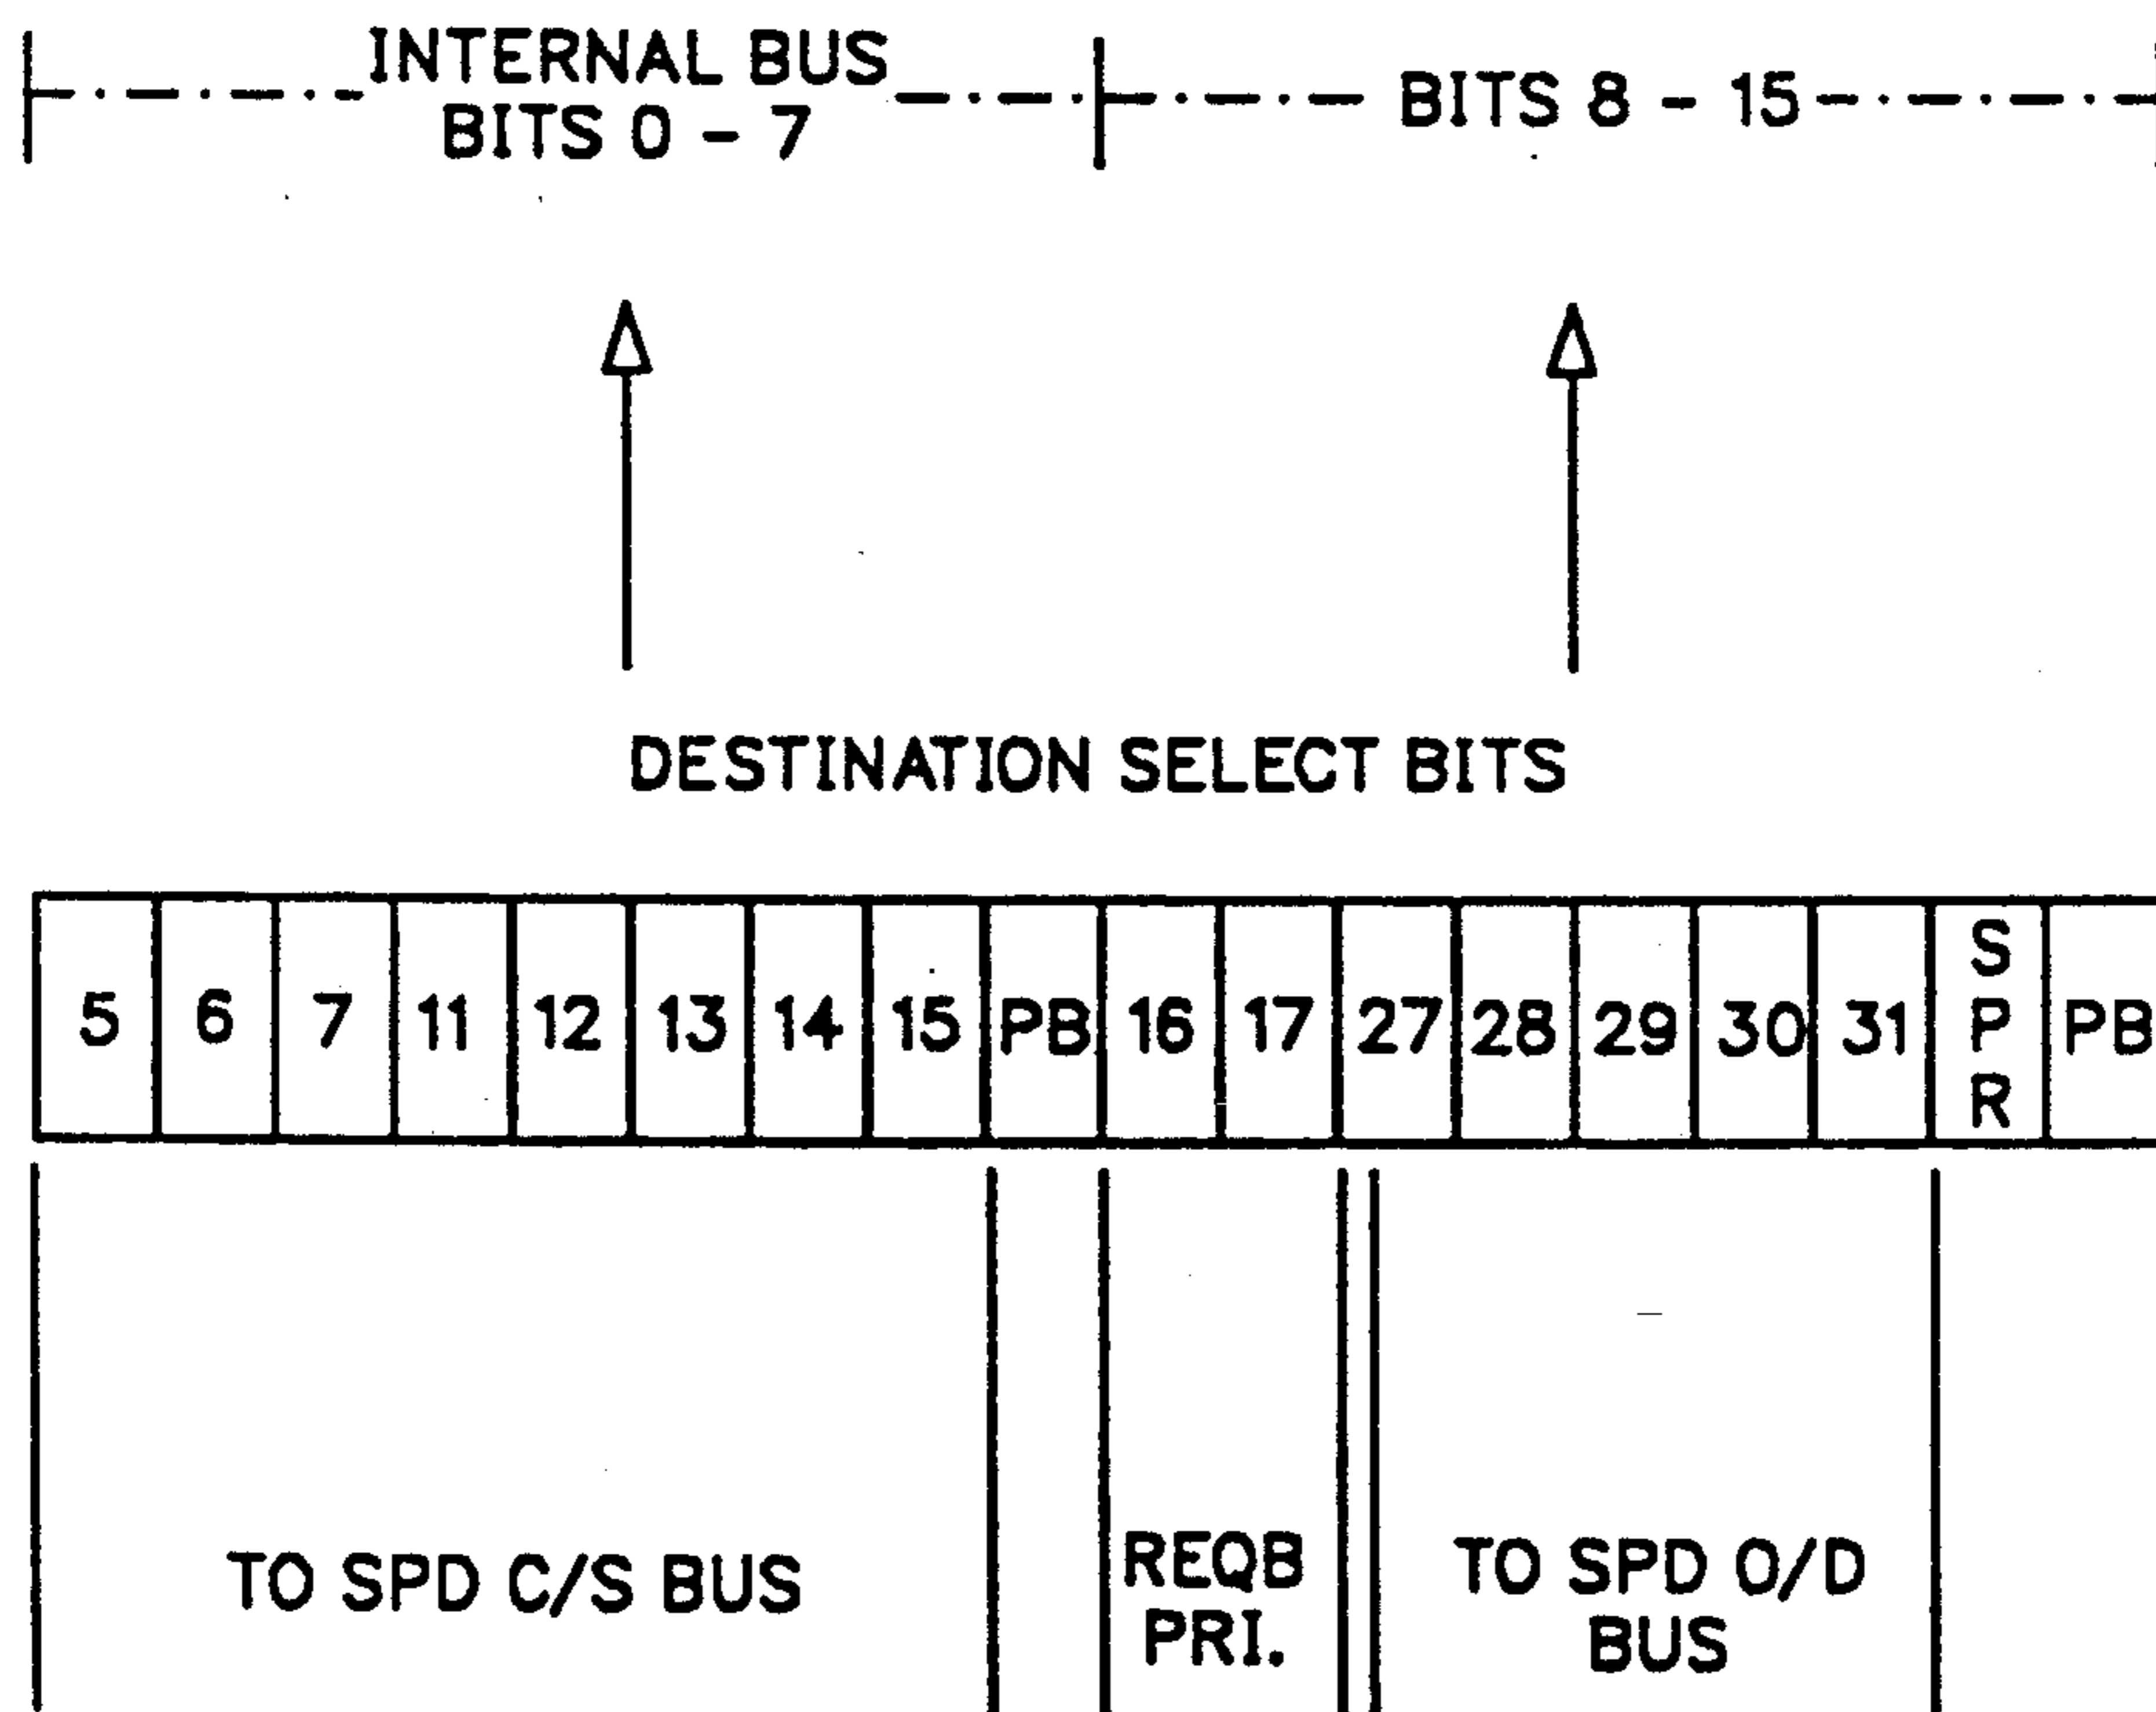 INTERNAL BUS
BITS 0 - 7
BITS 8 - 15
DESTINATION SELECT BITS
5 6 7 11 12 13 14 15 PB 16 17 27 28 29 30 31 SPR PB
TO SPD C/S BUS
REQB
PRI.
TO SPD O/D
BUS